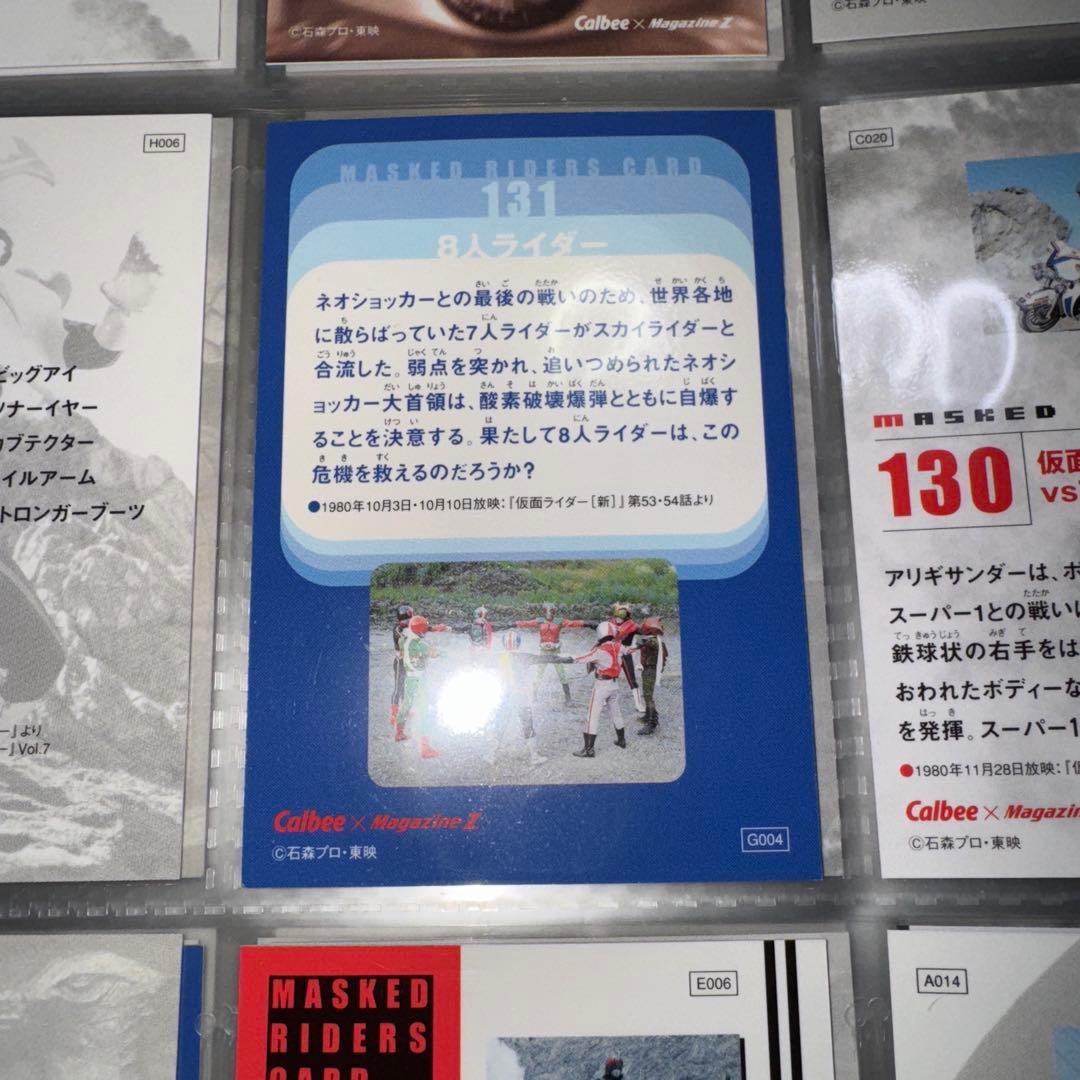 ©石森プロ・東映
Calbee × Magazine Z
©石森プロ・東映
H006
ビッグアイ
ツナーイヤー
カブテクター
イルアーム
トロンガーブーツ
ー』より
ー』Vol.7
MASKED RIDERS CARD
131
8人ライダー
ネオショッカーとの最後の戦いのため、世界各地
に散らばっていた7人ライダーがスカイライダーと
合流した。弱点を突かれ、追いつめられたネオシ
ョッカー大首領は、酸素破壊爆弾とともに自爆す
ることを決意する。果たして8人ライダーは、この
危機を救えるのだろうか?
●1980年10月3日・10月10日放映:『仮面ライダー[新]』第53・54話より
Calbee × Magazine Z
©石森プロ・東映
G004
C020
MASKED
130
仮面
vs
アリギサンダーは、ホ
スーパー1との戦いに
鉄球状の右手をは
おわれたボディーな
を発揮。スーパー1
●1980年11月28日放映:『仮
Calbee × Magazin
©石森プロ・東映
MASKED
RIDERS
CARD
E006
A014